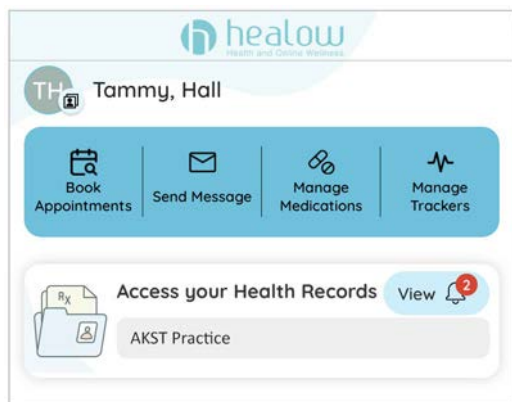 healow
Health and Online Wellness
TH
Tammy, Hall
Book
Appointments
Send Message
Manage
Medications
Manage
Trackers
Rx
Access your Health Records
View
2
AKST Practice